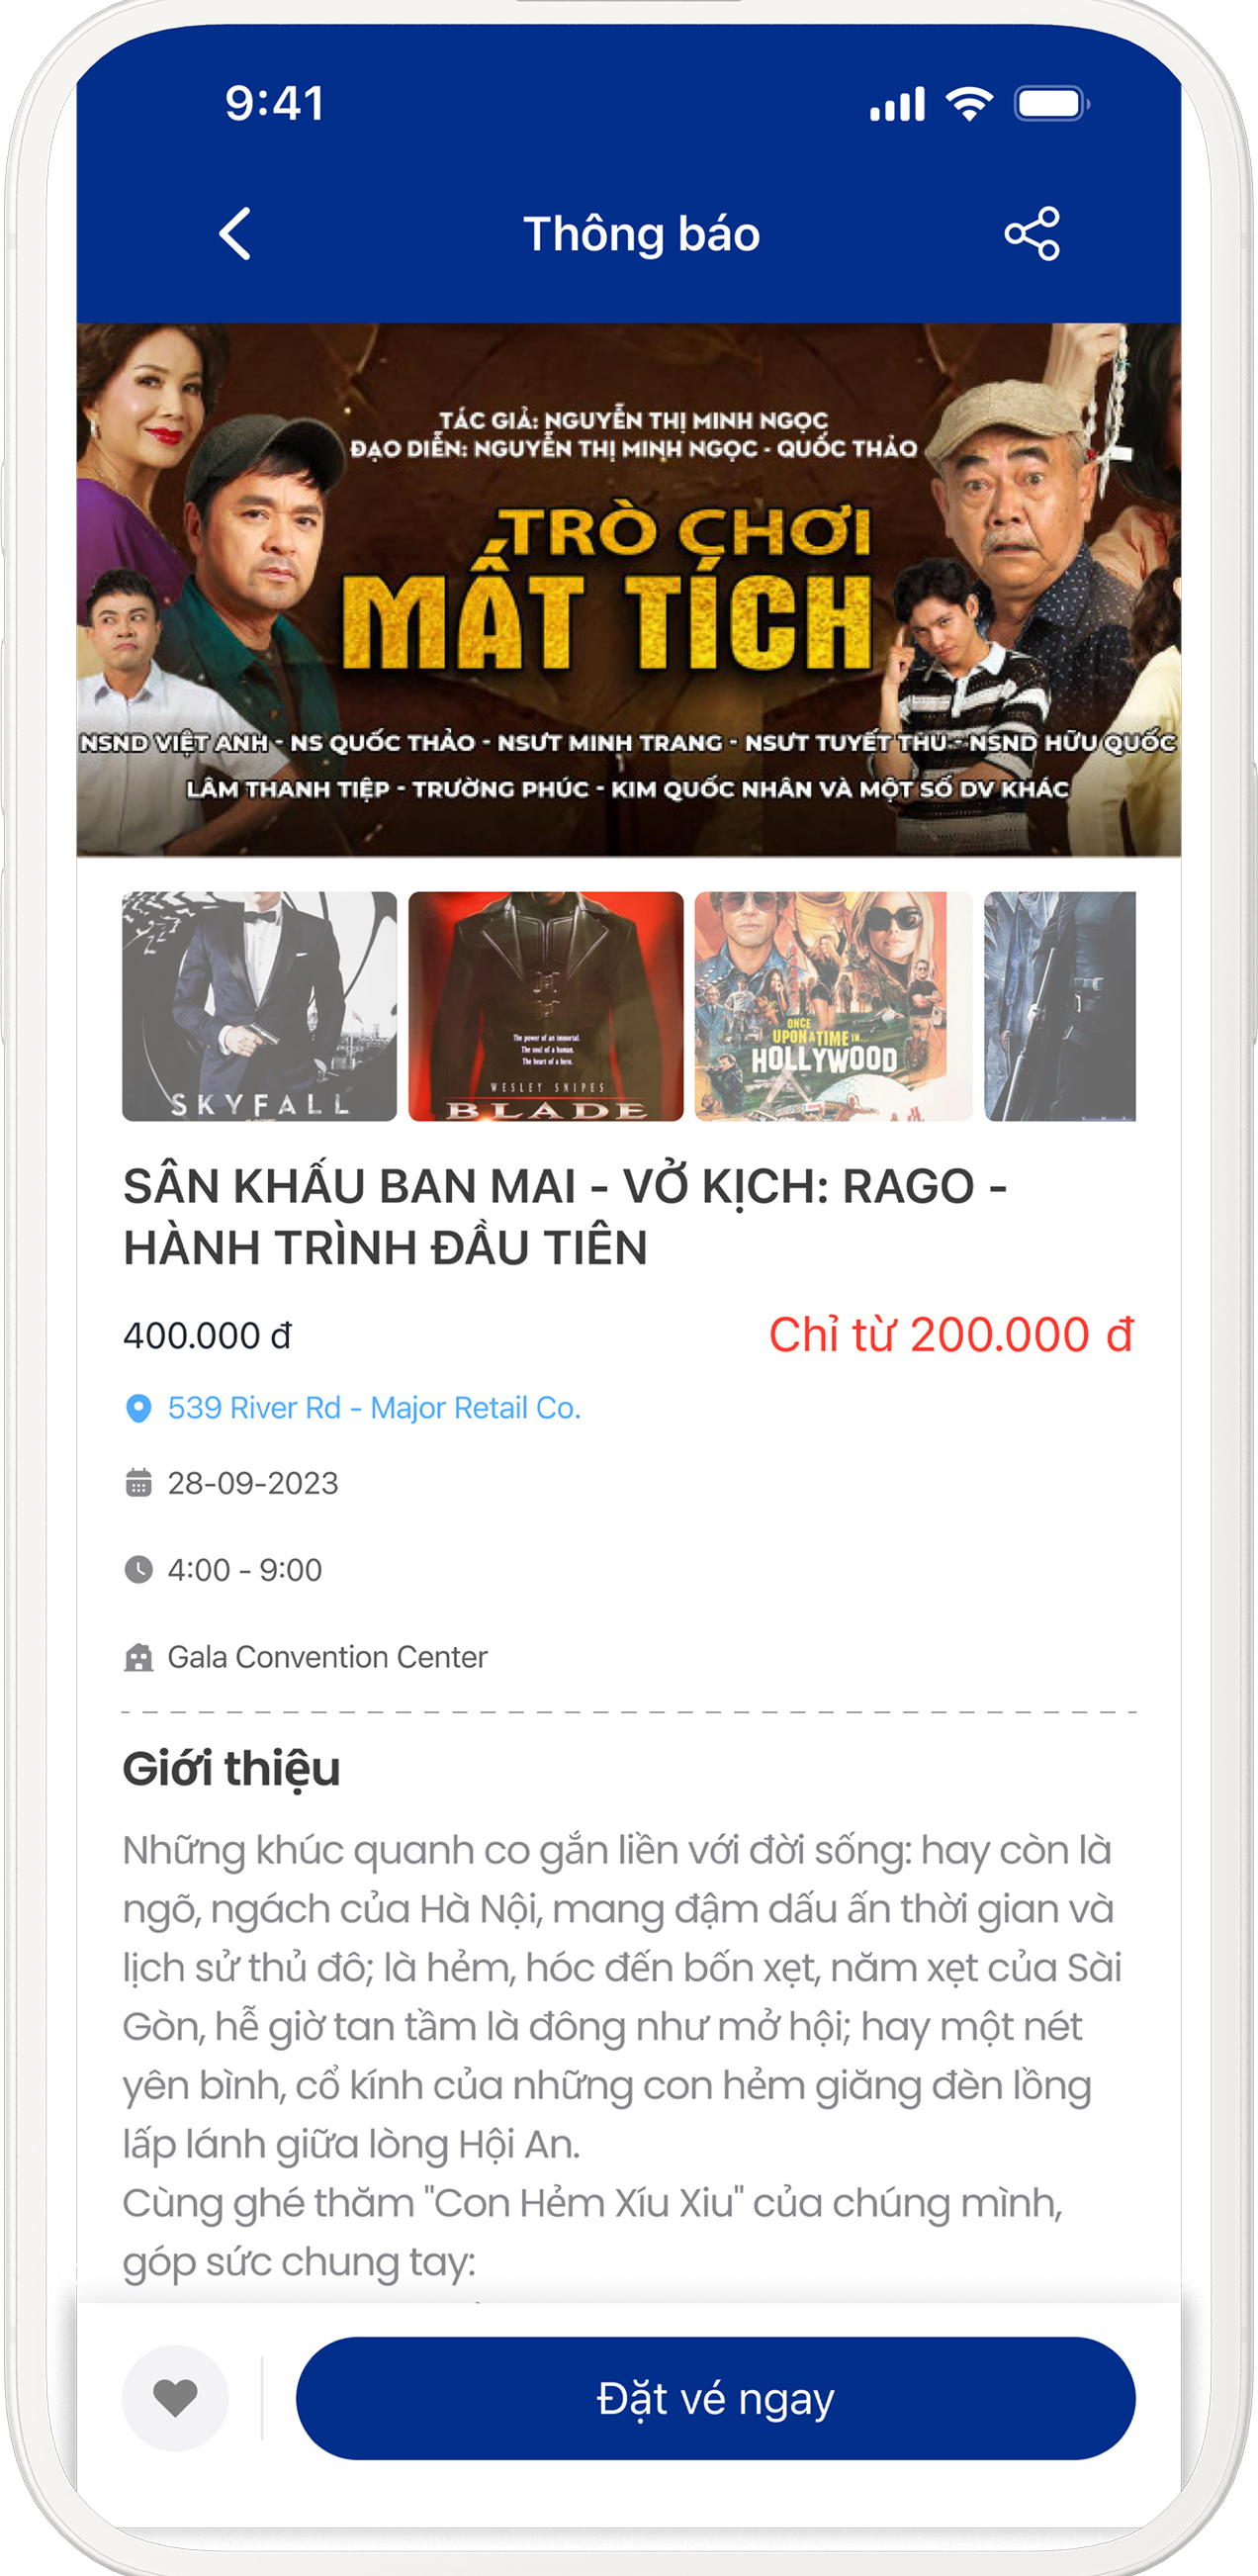 9:41
Thông báo
TÁC GIẢ: NGUYỄN THỊ MINH NGỌC
ĐẠO DIỄN: NGUYỄN THỊ MINH NGỌC - QUỐC THẢO
TRÒ CHƠI
MẤT TÍCH
NSND VIỆT ANH - NS QUỐC THẢO - NSƯT MINH TRANG - NSƯT TUYẾT THU - NSND HỮU QUỐC
LÂM THANH TIỆP - TRƯỜNG PHÚC - KIM QUỐC NHÂN VÀ MỘT SỐ DV KHÁC
SKYFALL
The power of an immortal.
The soul of a human.
The heart of a hero.
WESLEY SNIPES
BLADE
ONCE
UPON A TIME IN...
HOLLYWOOD
SÂN KHẤU BAN MAI - VỞ KỊCH: RAGO -
HÀNH TRÌNH ĐẦU TIÊN
400.000 đ
Chỉ từ 200.000 đ
539 River Rd - Major Retail Co.
28-09-2023
4:00 - 9:00
Gala Convention Center
Giới thiệu
Những khúc quanh co gắn liền với đời sống: hay còn là
ngõ, ngách của Hà Nội, mang đậm dấu ấn thời gian và
lịch sử thủ đô; là hẻm, hóc đến bốn xẹt, năm xẹt của Sài
Gòn, hễ giờ tan tầm là đông như mở hội; hay một nét
yên bình, cổ kính của những con hẻm giăng đèn lồng
lấp lánh giữa lòng Hội An.
Cùng ghé thăm "Con Hẻm Xíu Xiu" của chúng mình,
góp sức chung tay:
Đặt vé ngay